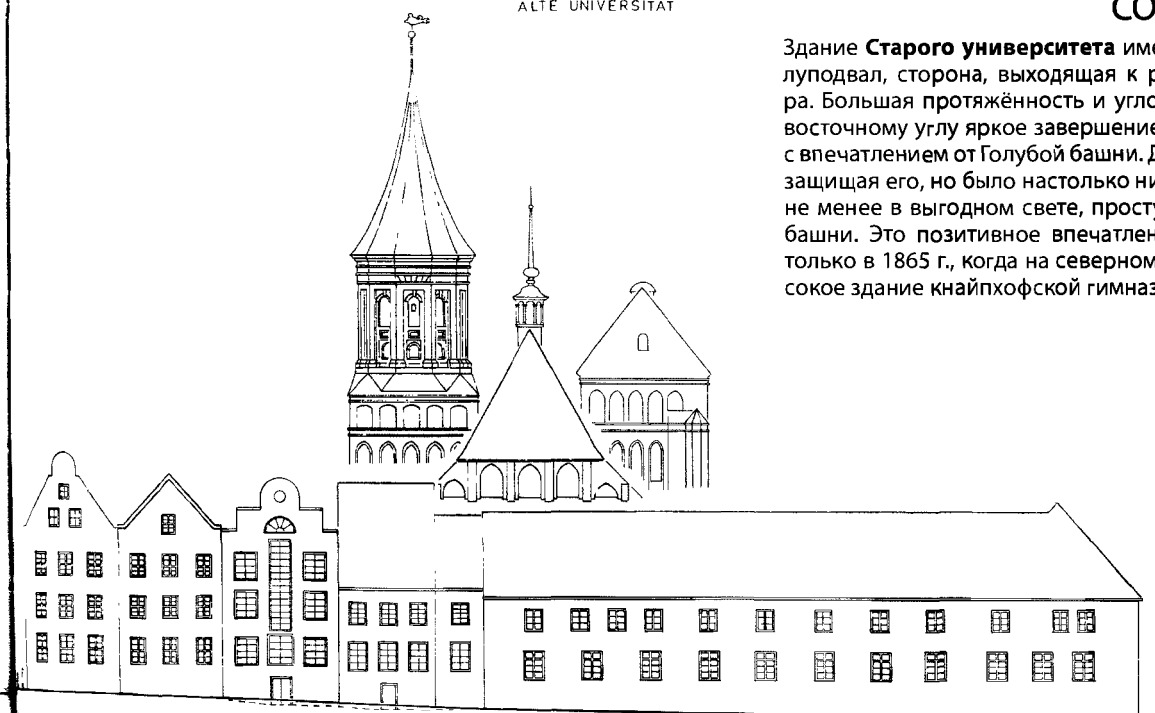 ALTE UNIVERSITÄT
СО
Здание Старого университета име
луподвал, сторона, выходящая к р
ра. Большая протяжённость и угло
восточному углу яркое завершение
с впечатлением от Голубой башни. Д
защищая его, но было настолько ни
не менее в выгодном свете, просту
башни. Это позитивное впечатлен
только в 1865 г., когда на северном
сокое здание кнайпхофской гимназ